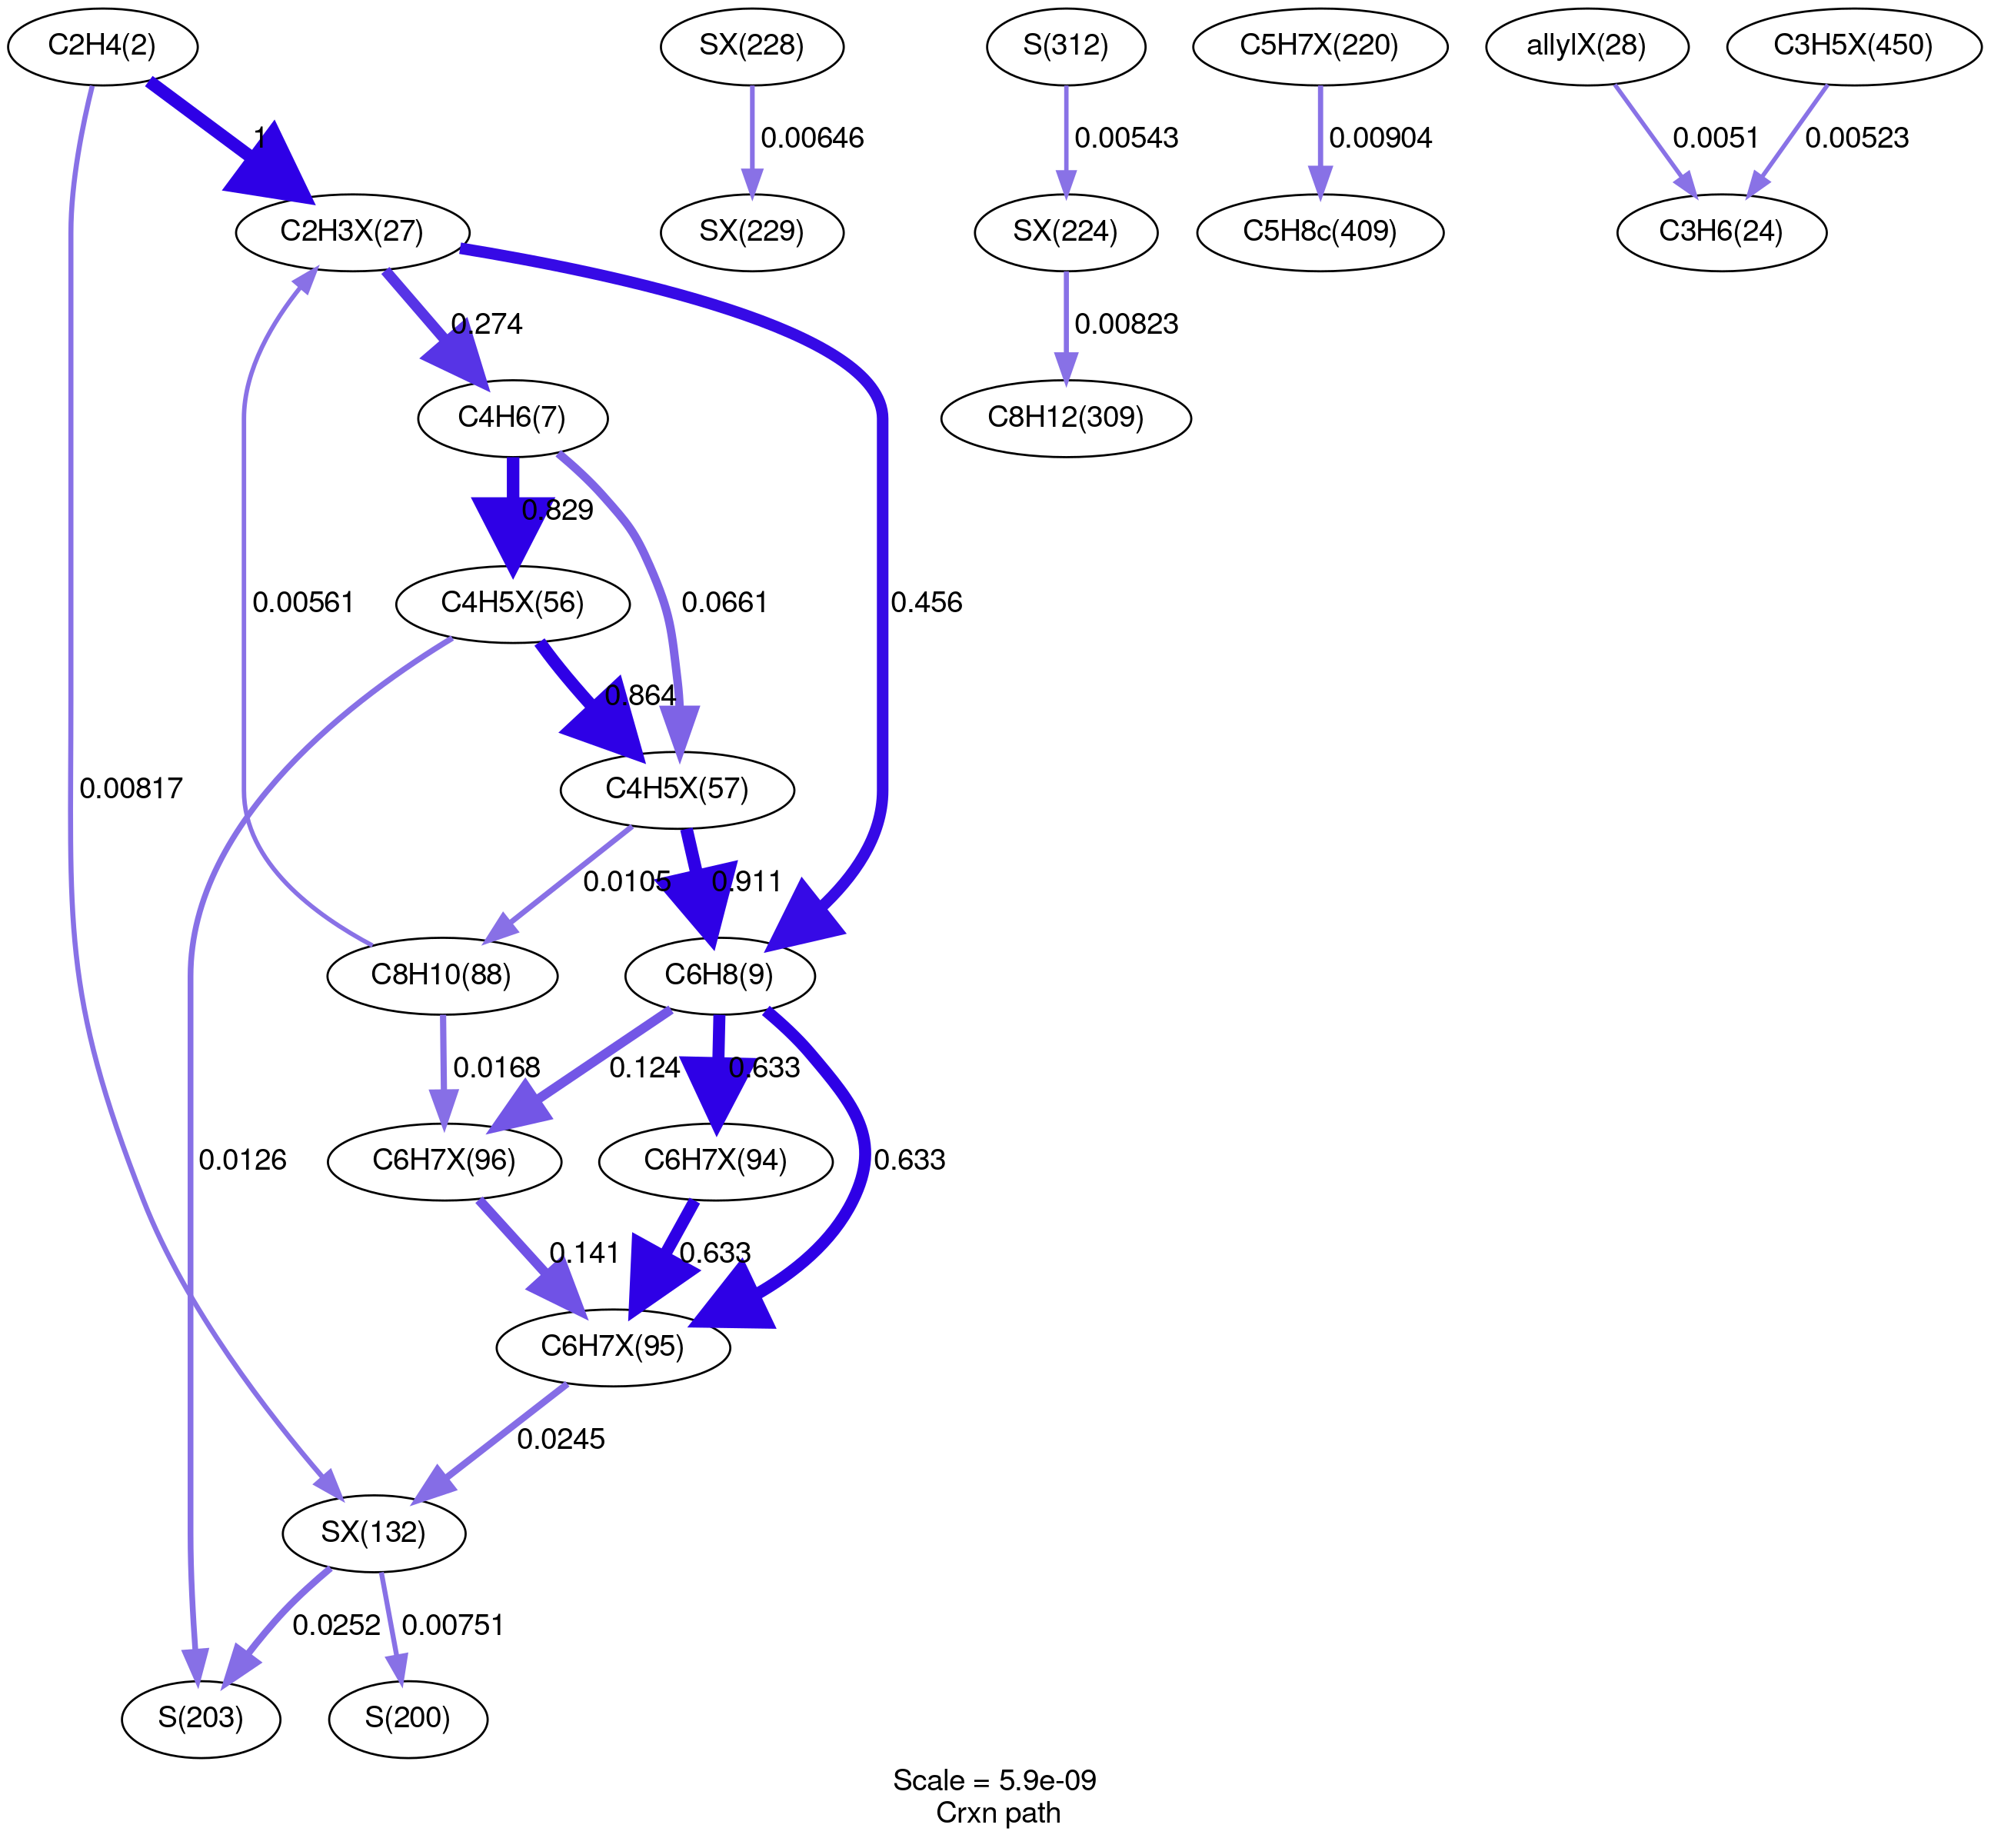 C2H4(2)
SX(228)
S(312)
C5H7X(220)
allylX(28)
C3H5X(450)
1
0.00646
0.00543
0.00904
0.0051
0.00523
C2H3X(27)
SX(229)
SX(224)
C5H8c(409)
C3H6(24)
0.274
0.00823
C4H6(7)
C8H12(309)
0.829
C4H5X(56)
0.00561
0.0661
0.456
0.864
C4H5X(57)
0.00817
0.0105
0.911
C8H10(88)
C6H8(9)
0.0168
0.124
0.633
C6H7X(96)
C6H7X(94)
0.0126
0.633
0.141
0.633
C6H7X(95)
0.0245
SX(132)
0.0252
0.00751
S(203)
S(200)
Scale = 5.9e-09
Crxn path